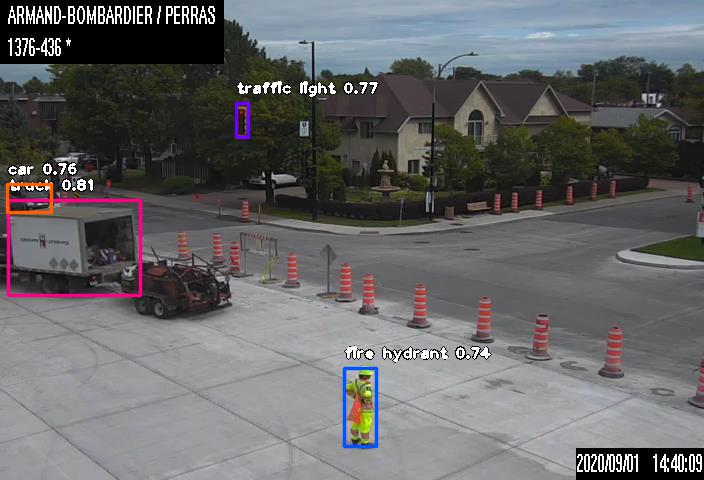 ARMAND-BOMBARDIER / PERRAS
1376-436 *
traffic light 0.77
car 0.76
truck 0.81
fire hydrant 0.74
2020/09/01 14:40:09